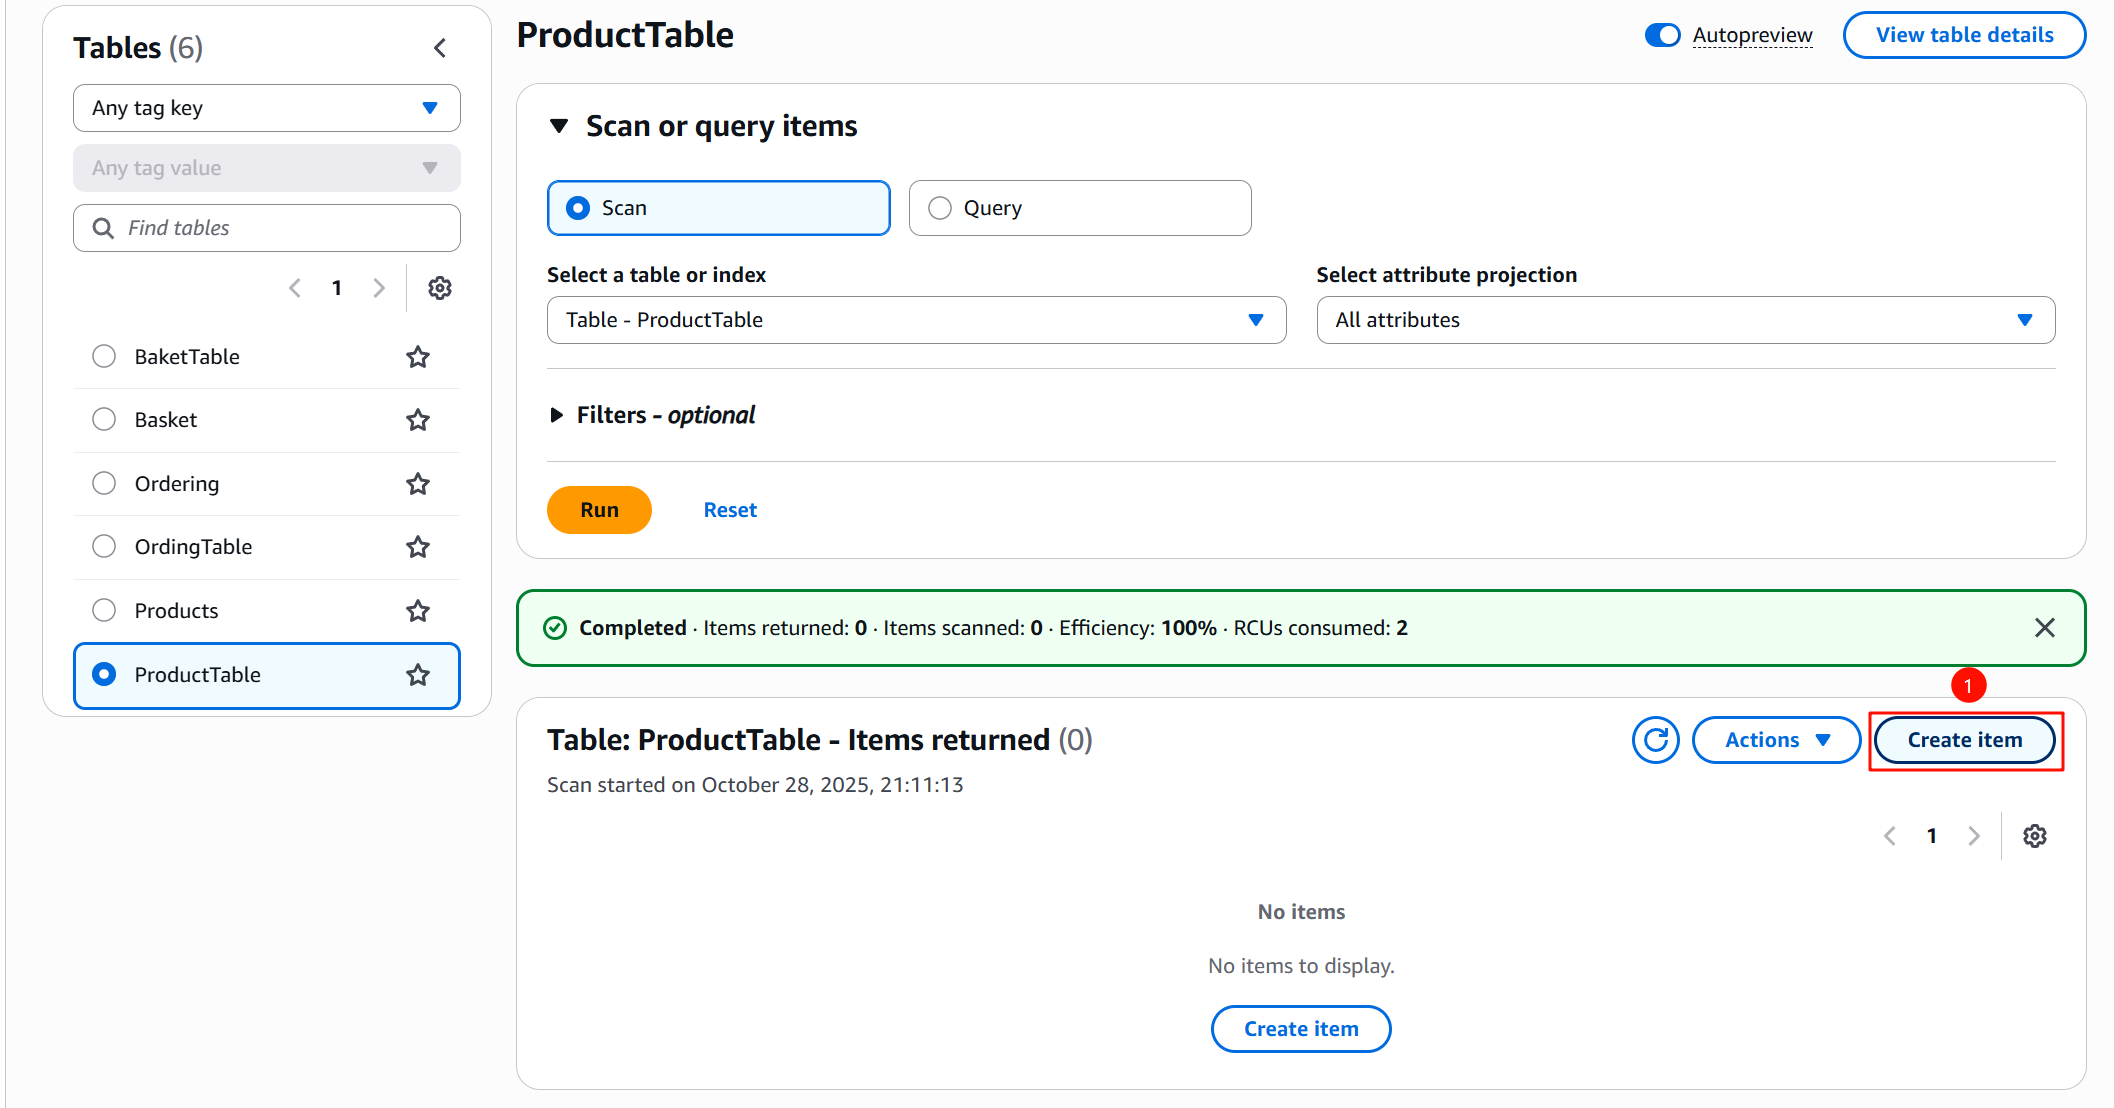 Tables (6)
Any tag key
Any tag value
Find tables
1
BaketTable
Basket
Ordering
OrdingTable
Products
ProductTable
ProductTable
Autopreview
View table details
Scan or query items
Scan
Query
Select a table or index
Select attribute projection
Table - ProductTable
All attributes
Filters - optional
Run
Reset
Completed · Items returned: 0 · Items scanned: 0 · Efficiency: 100% · RCUs consumed: 2
1
Table: ProductTable - Items returned (0)
Actions
Create item
Scan started on October 28, 2025, 21:11:13
1
No items
No items to display.
Create item